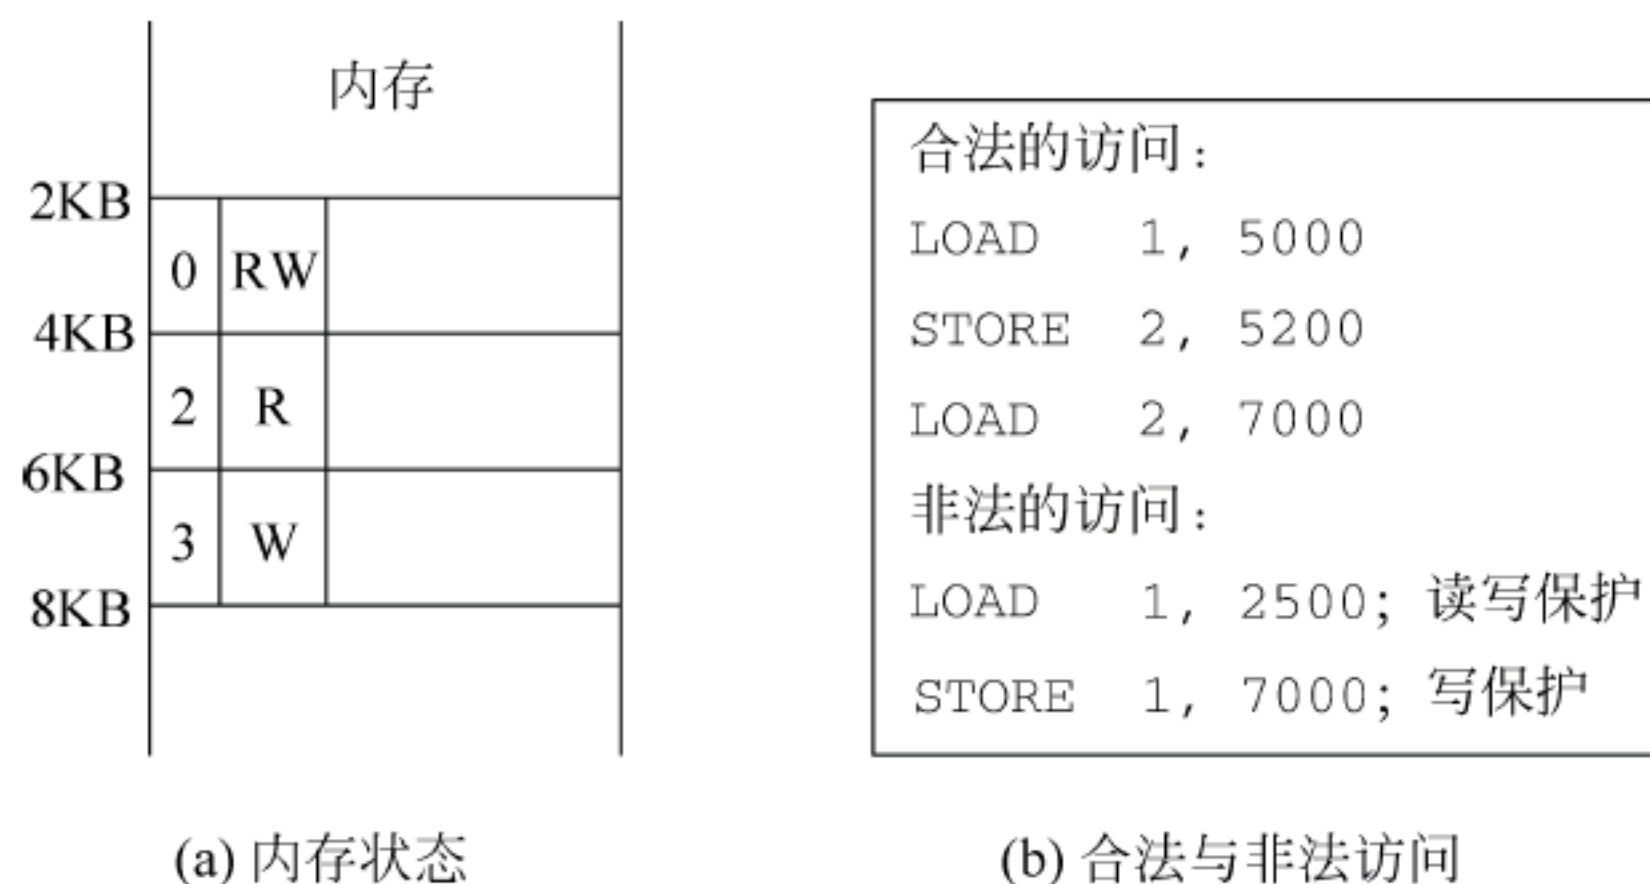 内存
2KB
0 RW
4KB
2 R
6KB
3 W
8KB
(a) 内存状态
合法的访问：
LOAD 1, 5000
STORE 2, 5200
LOAD 2, 7000
非法的访问：
LOAD 1, 2500; 读写保护
STORE 1, 7000; 写保护
(b) 合法与非法访问